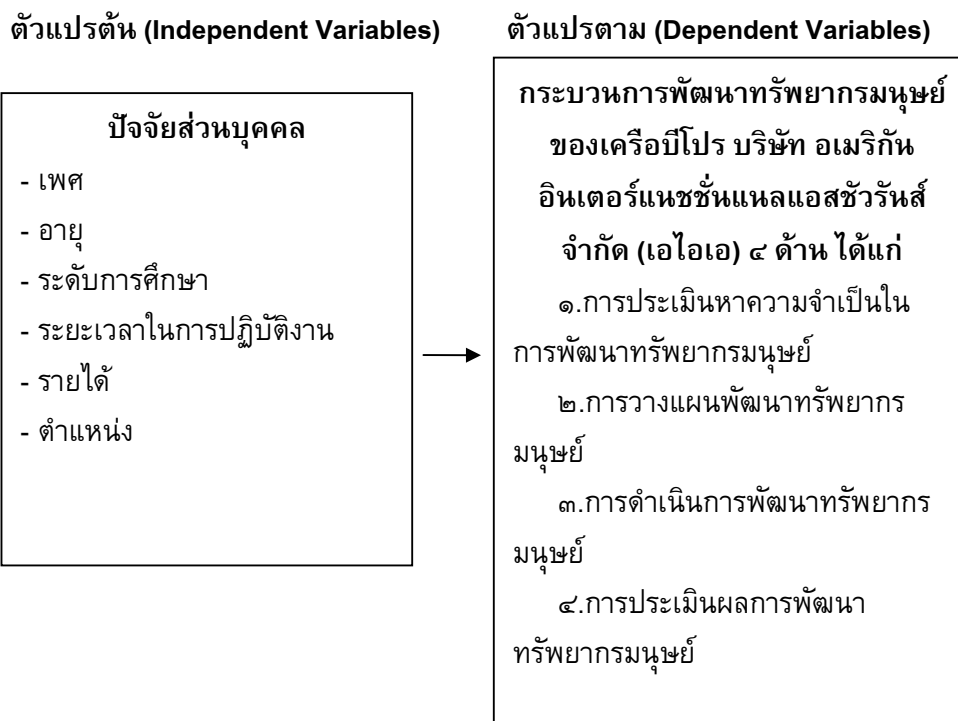 ตัวแปรต้น (Independent Variables)
ปัจจัยส่วนบุคคล
- เพศ
- อายุ
- ระดับการศึกษา
- ระยะเวลาในการปฏิบัติงาน
- รายได้
- ตำแหน่ง
ตัวแปรตาม (Dependent Variables)
กระบวนการพัฒนาทรัพยากรมนุษย์
ของเครือบีโปร บริษัท อเมริกัน
อินเตอร์แนชชั่นแนลแอสชัวรันส์
จำกัด (เอไอเอ) ๔ ด้าน ได้แก่
๑.การประเมินหาความจำเป็นใน
การพัฒนาทรัพยากรมนุษย์
๒.การวางแผนพัฒนาทรัพยากร
มนุษย์
๓.การดำเนินการพัฒนาทรัพยากร
มนุษย์
๔.การประเมินผลการพัฒนา
ทรัพยากรมนุษย์